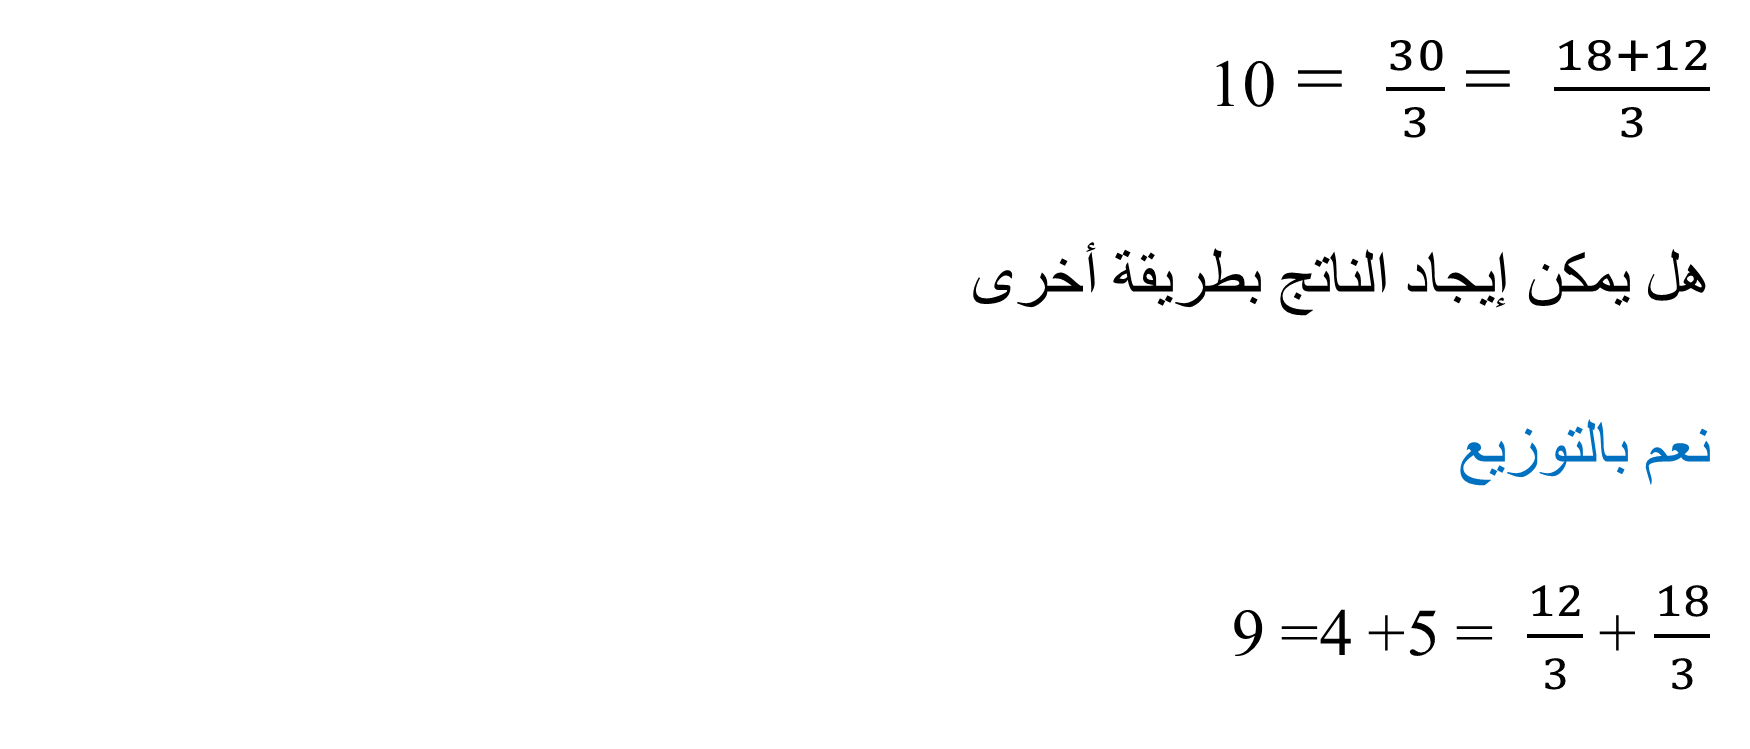 10 = 30/3 = 18+12/3
هل يمكن إيجاد الناتج بطريقة أخرى
نعم بالتوزيع
9 =4 +5 = 12/3 + 18/3